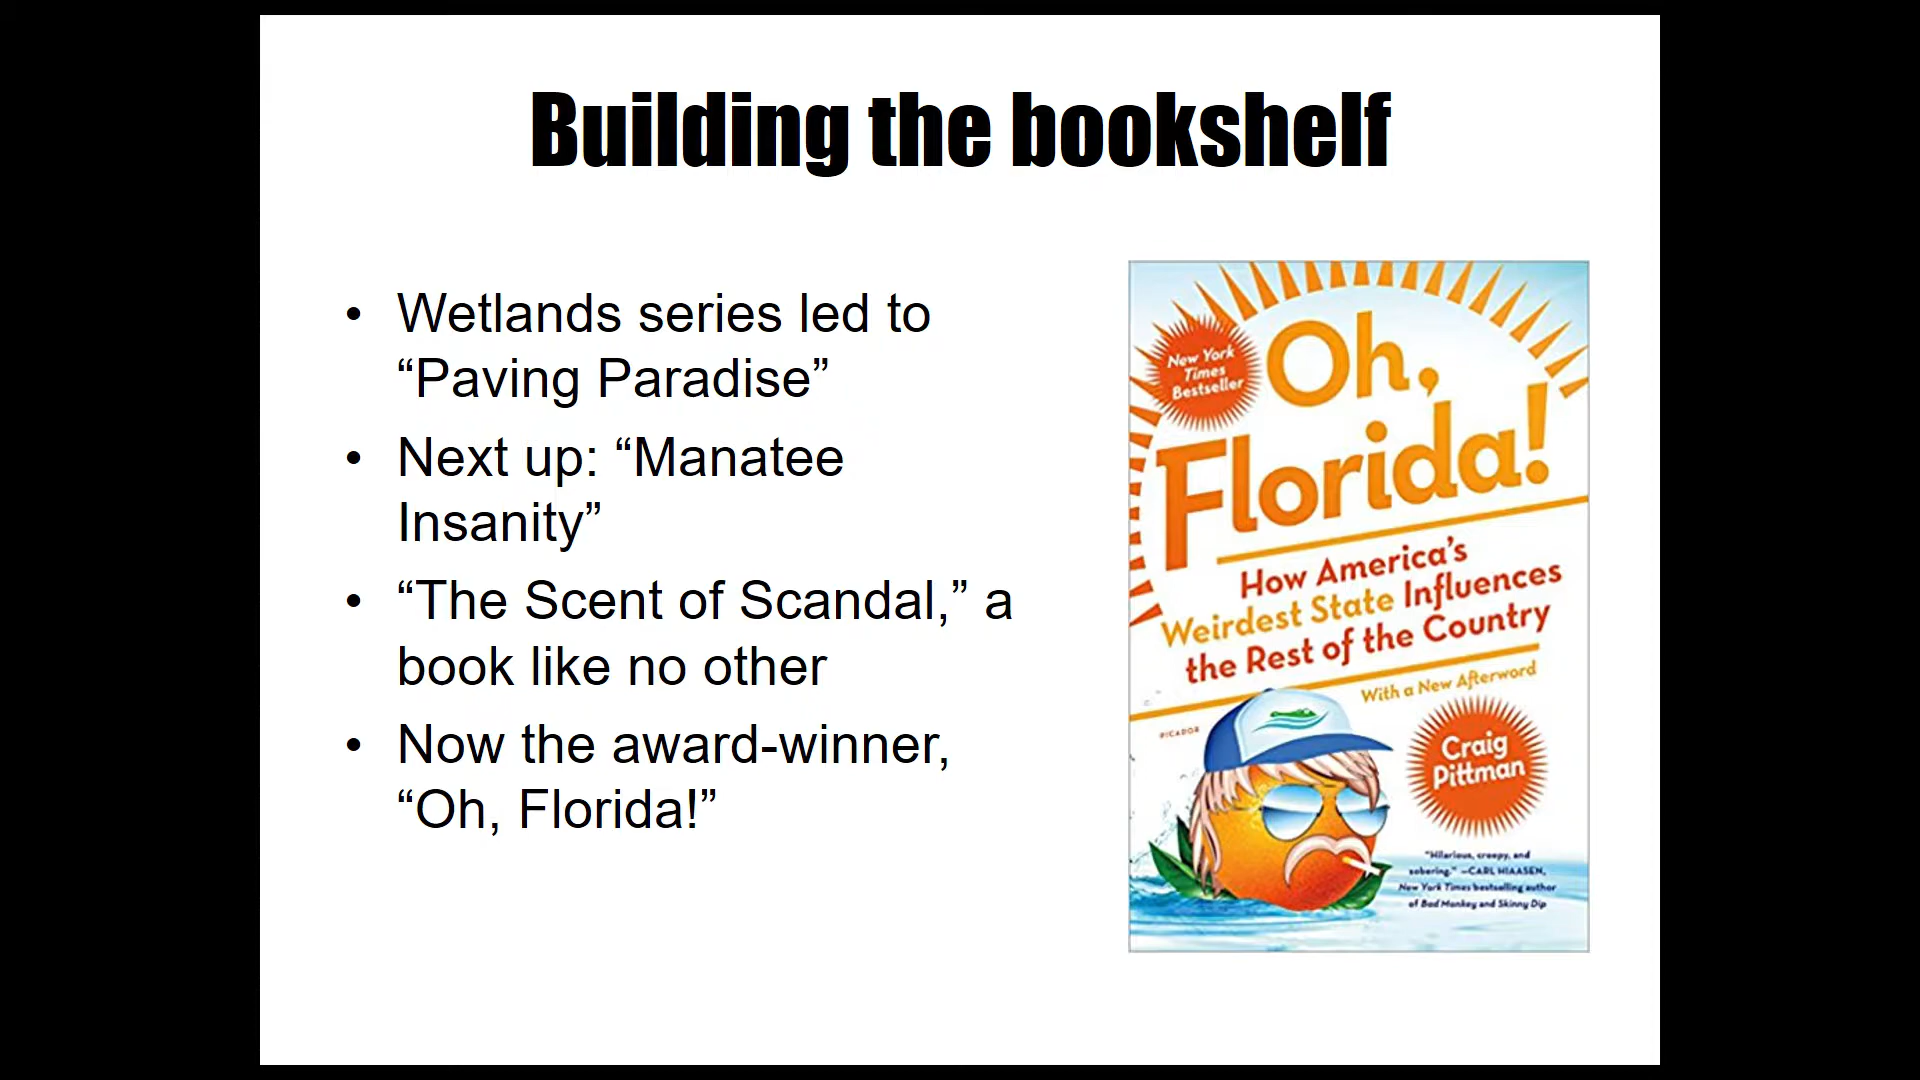 Building the bookshelf
• Wetlands series led to
“Paving Paradise”
• Next up: “Manatee
Insanity”
• “The Scent of Scandal,” a
book like no other
• Now the award-winner,
“Oh, Florida!”
New York
Times
Bestseller
Oh,
Florida!
How America’s
Weirdest State Influences
the Rest of the Country
With a New Afterword
PICADOR
Craig
Pittman
“Hilarious, creepy, and
sobering.” —CARL HIAASEN,
New York Times bestselling author
of Bad Monkey and Skinny Dip